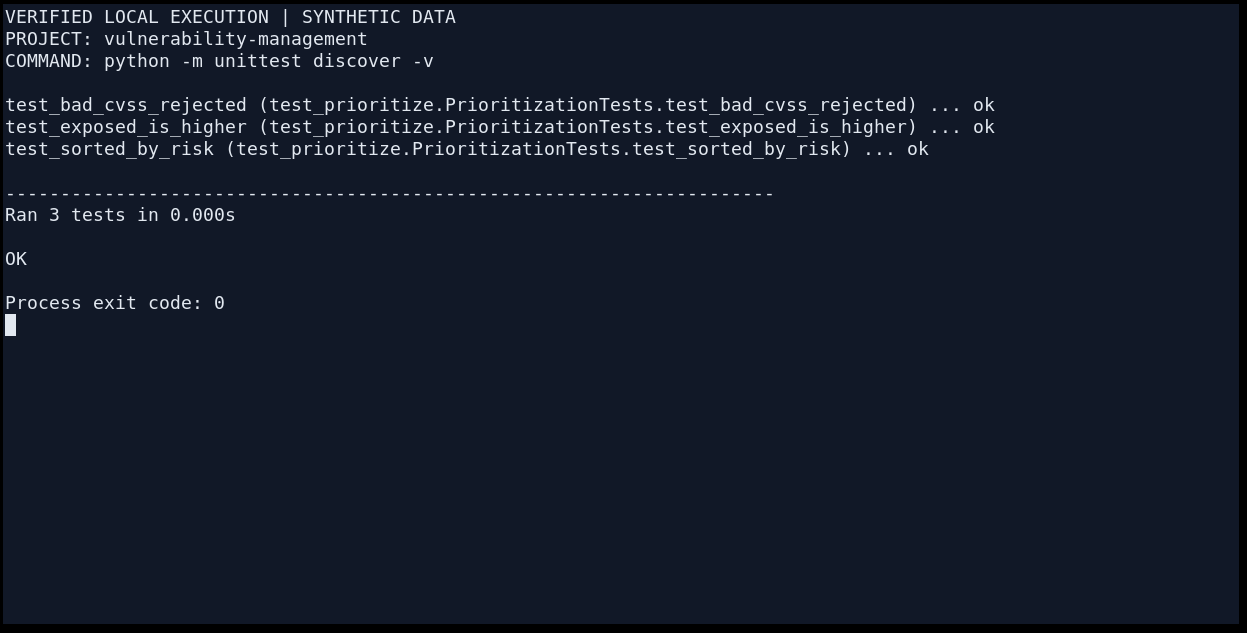 VERIFIED LOCAL EXECUTION | SYNTHETIC DATA
PROJECT: vulnerability-management
COMMAND: python -m unittest discover -v
test_bad_cvss_rejected (test_prioritize.PrioritizationTests.test_bad_cvss_rejected) ... ok
test_exposed_is_higher (test_prioritize.PrioritizationTests.test_exposed_is_higher) ... ok
test_sorted_by_risk (test_prioritize.PrioritizationTests.test_sorted_by_risk) ... ok
----------------------------------------------------------------------
Ran 3 tests in 0.000s
OK
Process exit code: 0